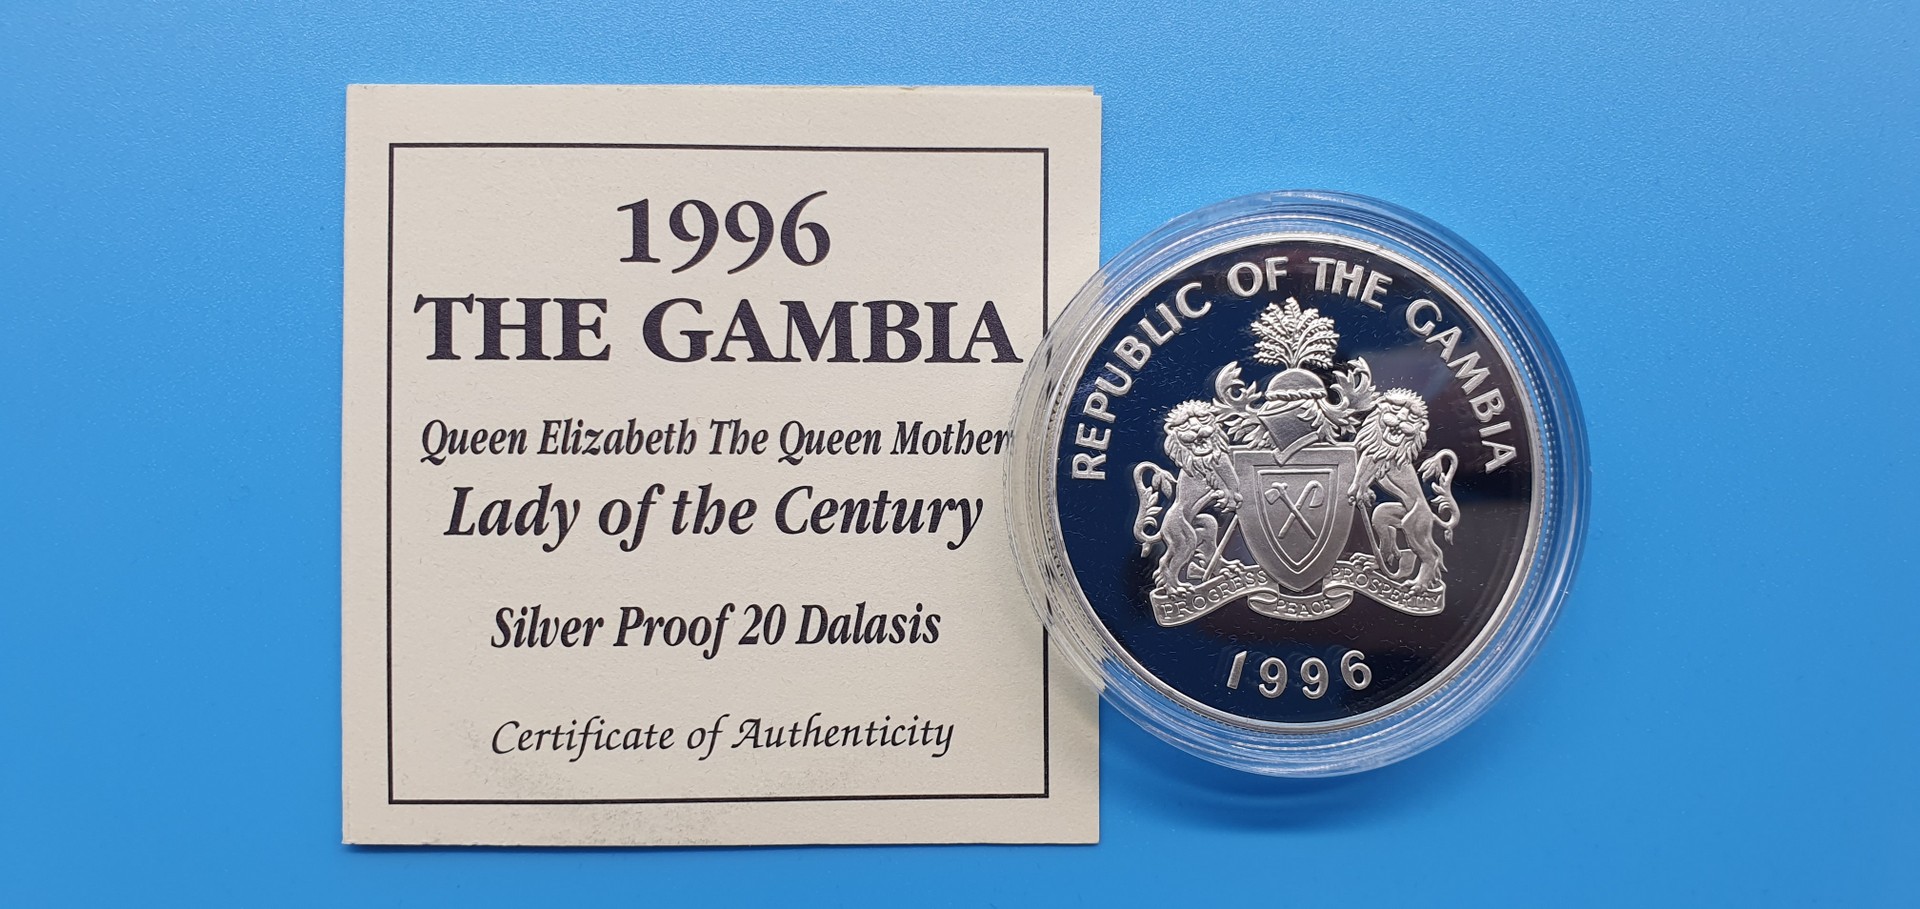 1996
THE GAMBIA
Queen Elizabeth The Queen Mother
Lady of the Century
Silver Proof 20 Dalasis
Certificate of Authenticity
REPUBLIC OF THE GAMBIA
PROGRESS PEACE PROSPERITY
1996